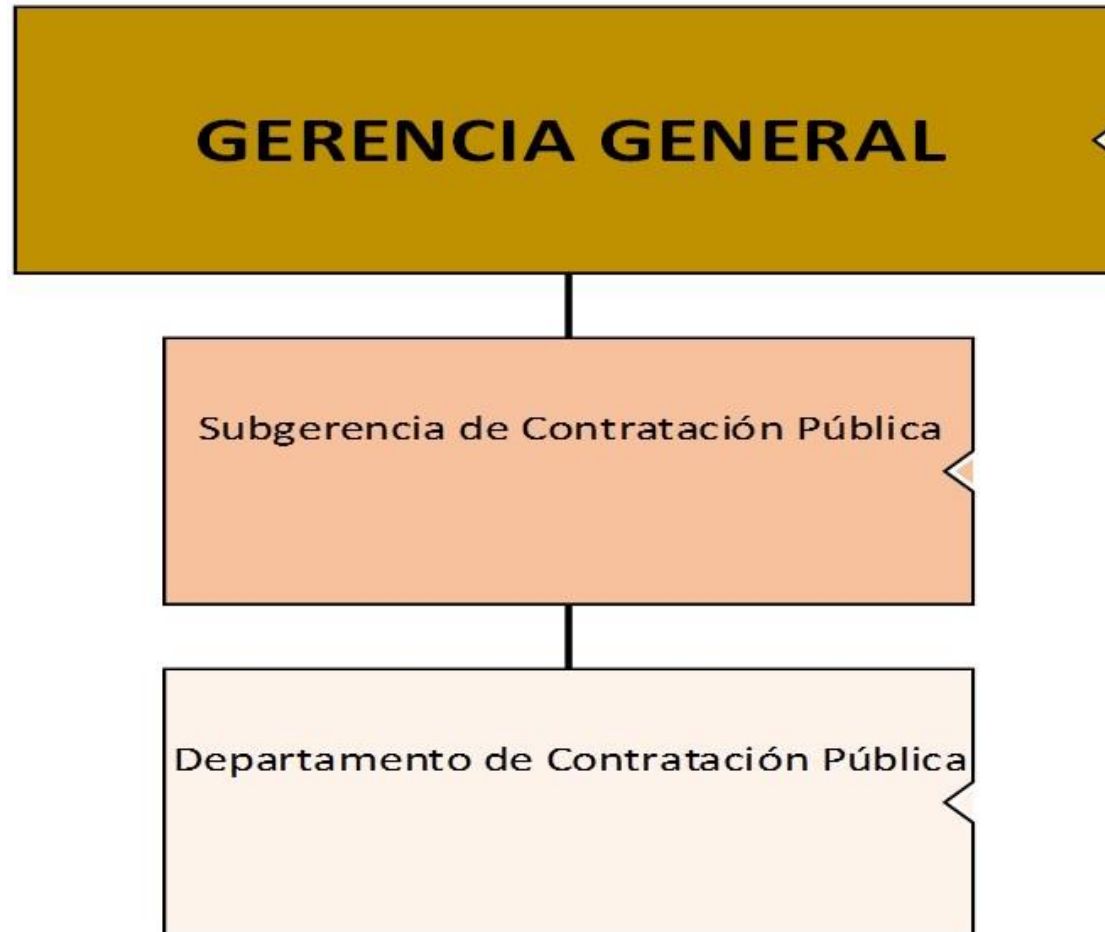 GERENCIA GENERAL
Subgerencia de Contratación Pública
Departamento de Contratación Pública